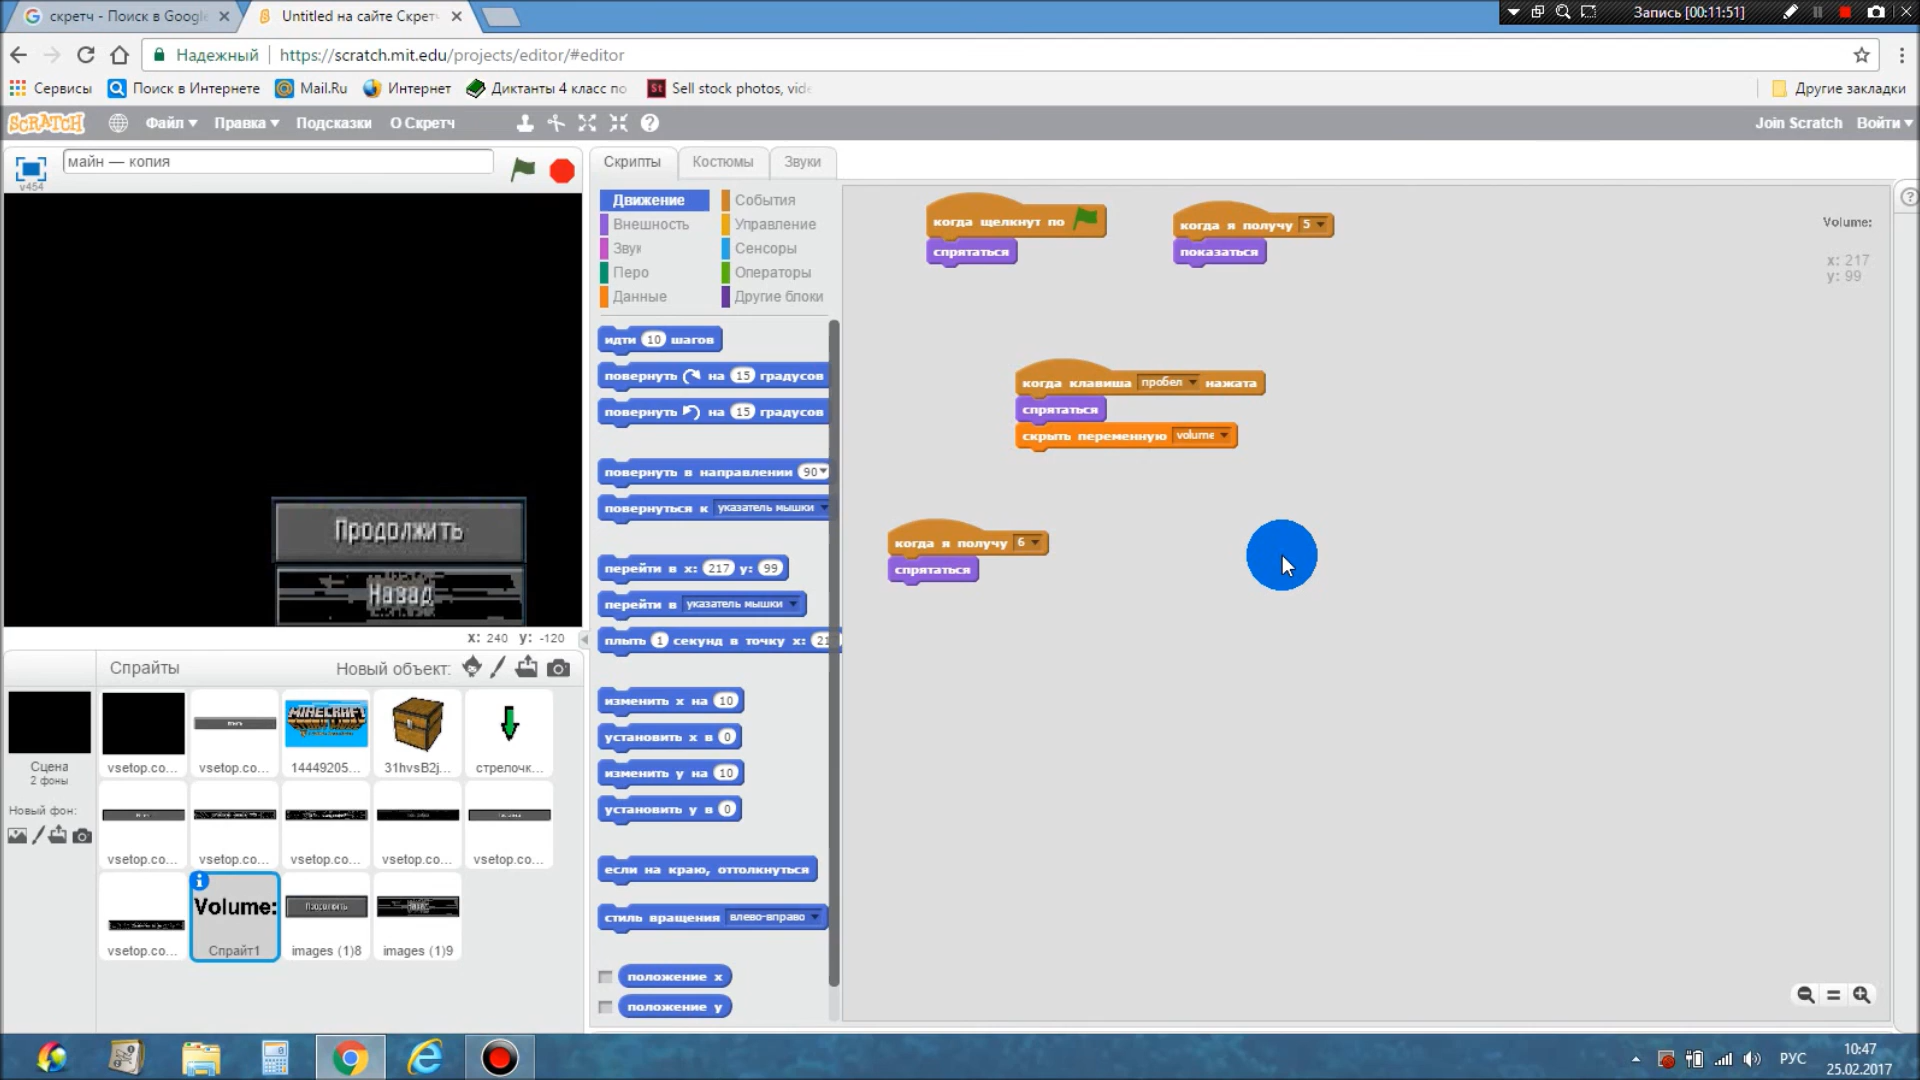 скретч - Поиск в Google
Untitled на сайте Скретч
Запись [00:11:51]
Надежный
https://scratch.mit.edu/projects/editor/#editor
Сервисы
Поиск в Интернете
Mail.Ru
Интернет
Диктанты 4 класс по
Sell stock photos, vide
Другие закладки
SCRATCH
Файл
Правка
Подсказки
О Скретч
Join Scratch
Войти
v454
майн — копия
Скрипты
Костюмы
Звуки
Движение
Внешность
Звук
Перо
Данные
События
Управление
Сенсоры
Операторы
Другие блоки
идти 10 шагов
повернуть на 15 градусов
повернуть на 15 градусов
повернуть в направлении 90
повернуться к указатель мышки
перейти в x: 217 y: 99
перейти в указатель мышки
плыть 1 секунд в точку x: 217
изменить x на 10
установить x в 0
изменить y на 10
установить y в 0
если на краю, оттолкнуться
стиль вращения влево-вправо
положение x
положение y
когда щелкнут по
спрятаться
когда я получу 5
показаться
когда клавиша пробел нажата
спрятаться
скрыть переменную volume
когда я получу 6
спрятаться
Volume:
x: 217
y: 99
Продолжить
Назад
x: 240 y: -120
Спрайты
Новый объект:
Сцена
2 фоны
Новый фон:
vsetop.co...
vsetop.co...
MINECRAFT
14449205...
31hvsB2j...
стрелочк...
vsetop.co...
vsetop.co...
vsetop.co...
vsetop.co...
vsetop.co...
vsetop.co...
Volume:
Спрайт1
Продолжить
images (1)8
Назад
images (1)9
РУС
10:47
25.02.2017